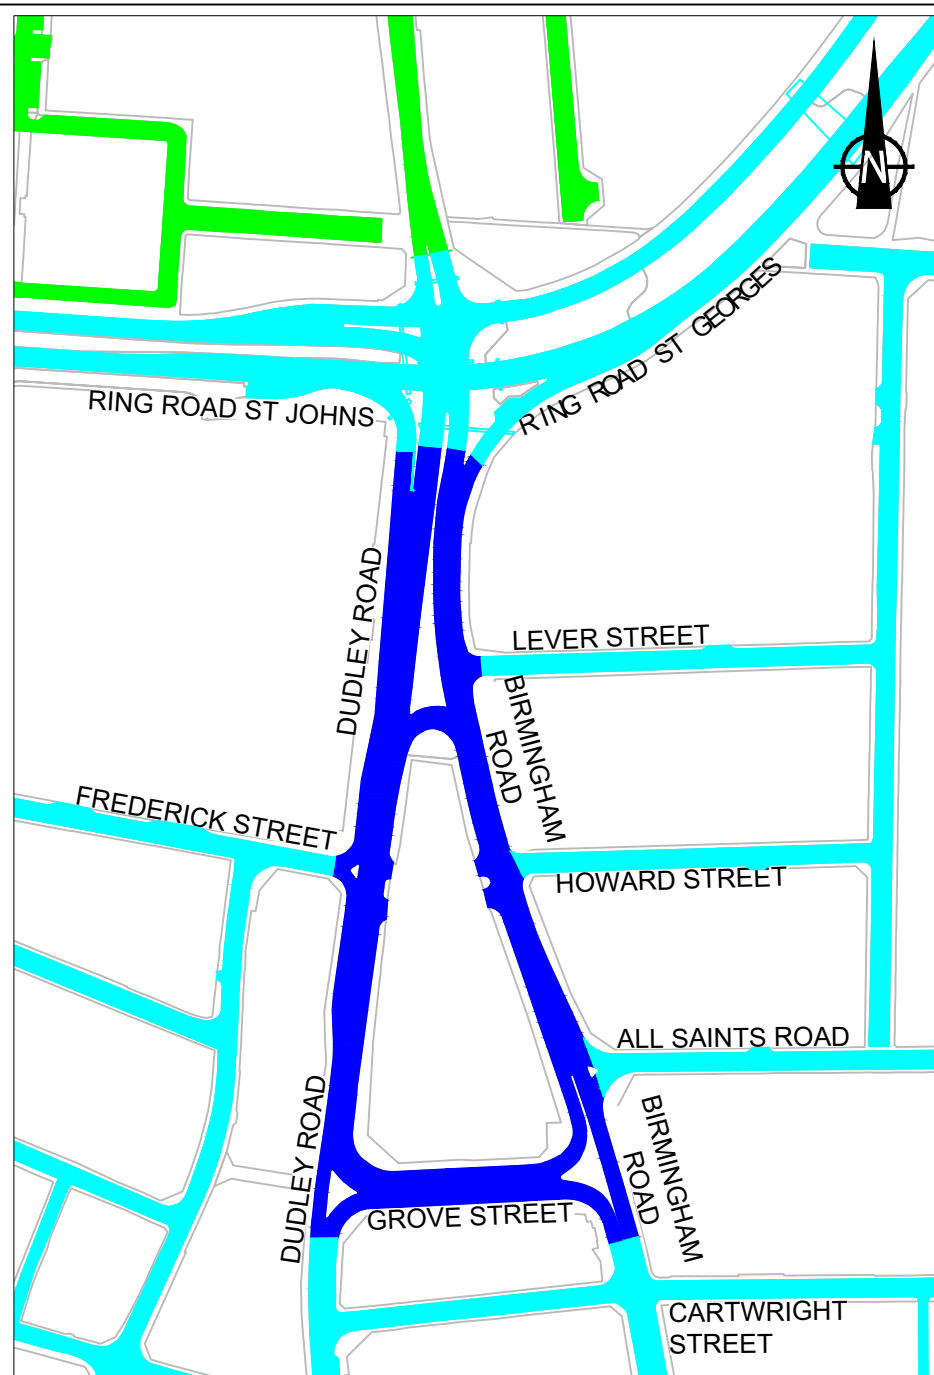 N
RING ROAD ST GEORGES
RING ROAD ST JOHNS
DUDLEY ROAD
LEVER STREET
BIRMINGHAM
ROAD
FREDERICK STREET
HOWARD STREET
ALL SAINTS ROAD
DUDLEY ROAD
BIRMINGHAM
ROAD
GROVE STREET
CARTWRIGHT
STREET